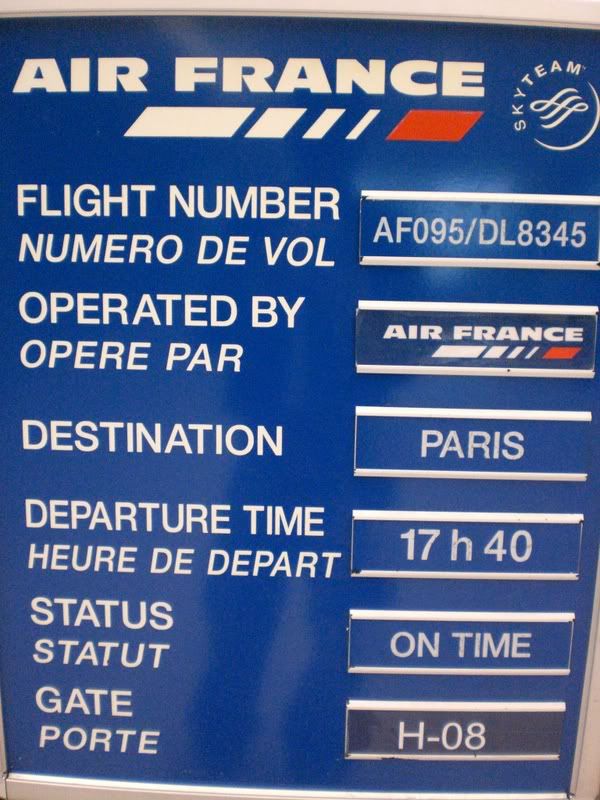 AIR FRANCE
SKYTEAM™
FLIGHT NUMBER
NUMERO DE VOL
AF095/DL8345
OPERATED BY
OPERE PAR
AIR FRANCE
DESTINATION
PARIS
DEPARTURE TIME
HEURE DE DEPART
17 h 40
STATUS
STATUT
ON TIME
GATE
PORTE
H-08